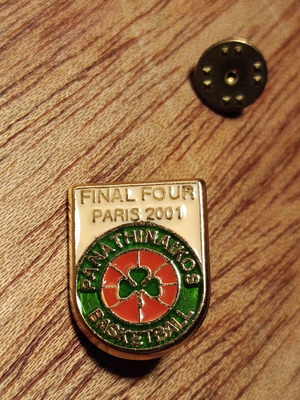 FINAL FOUR
PARIS 2001
PANATHINAIKOS
BASKETBALL